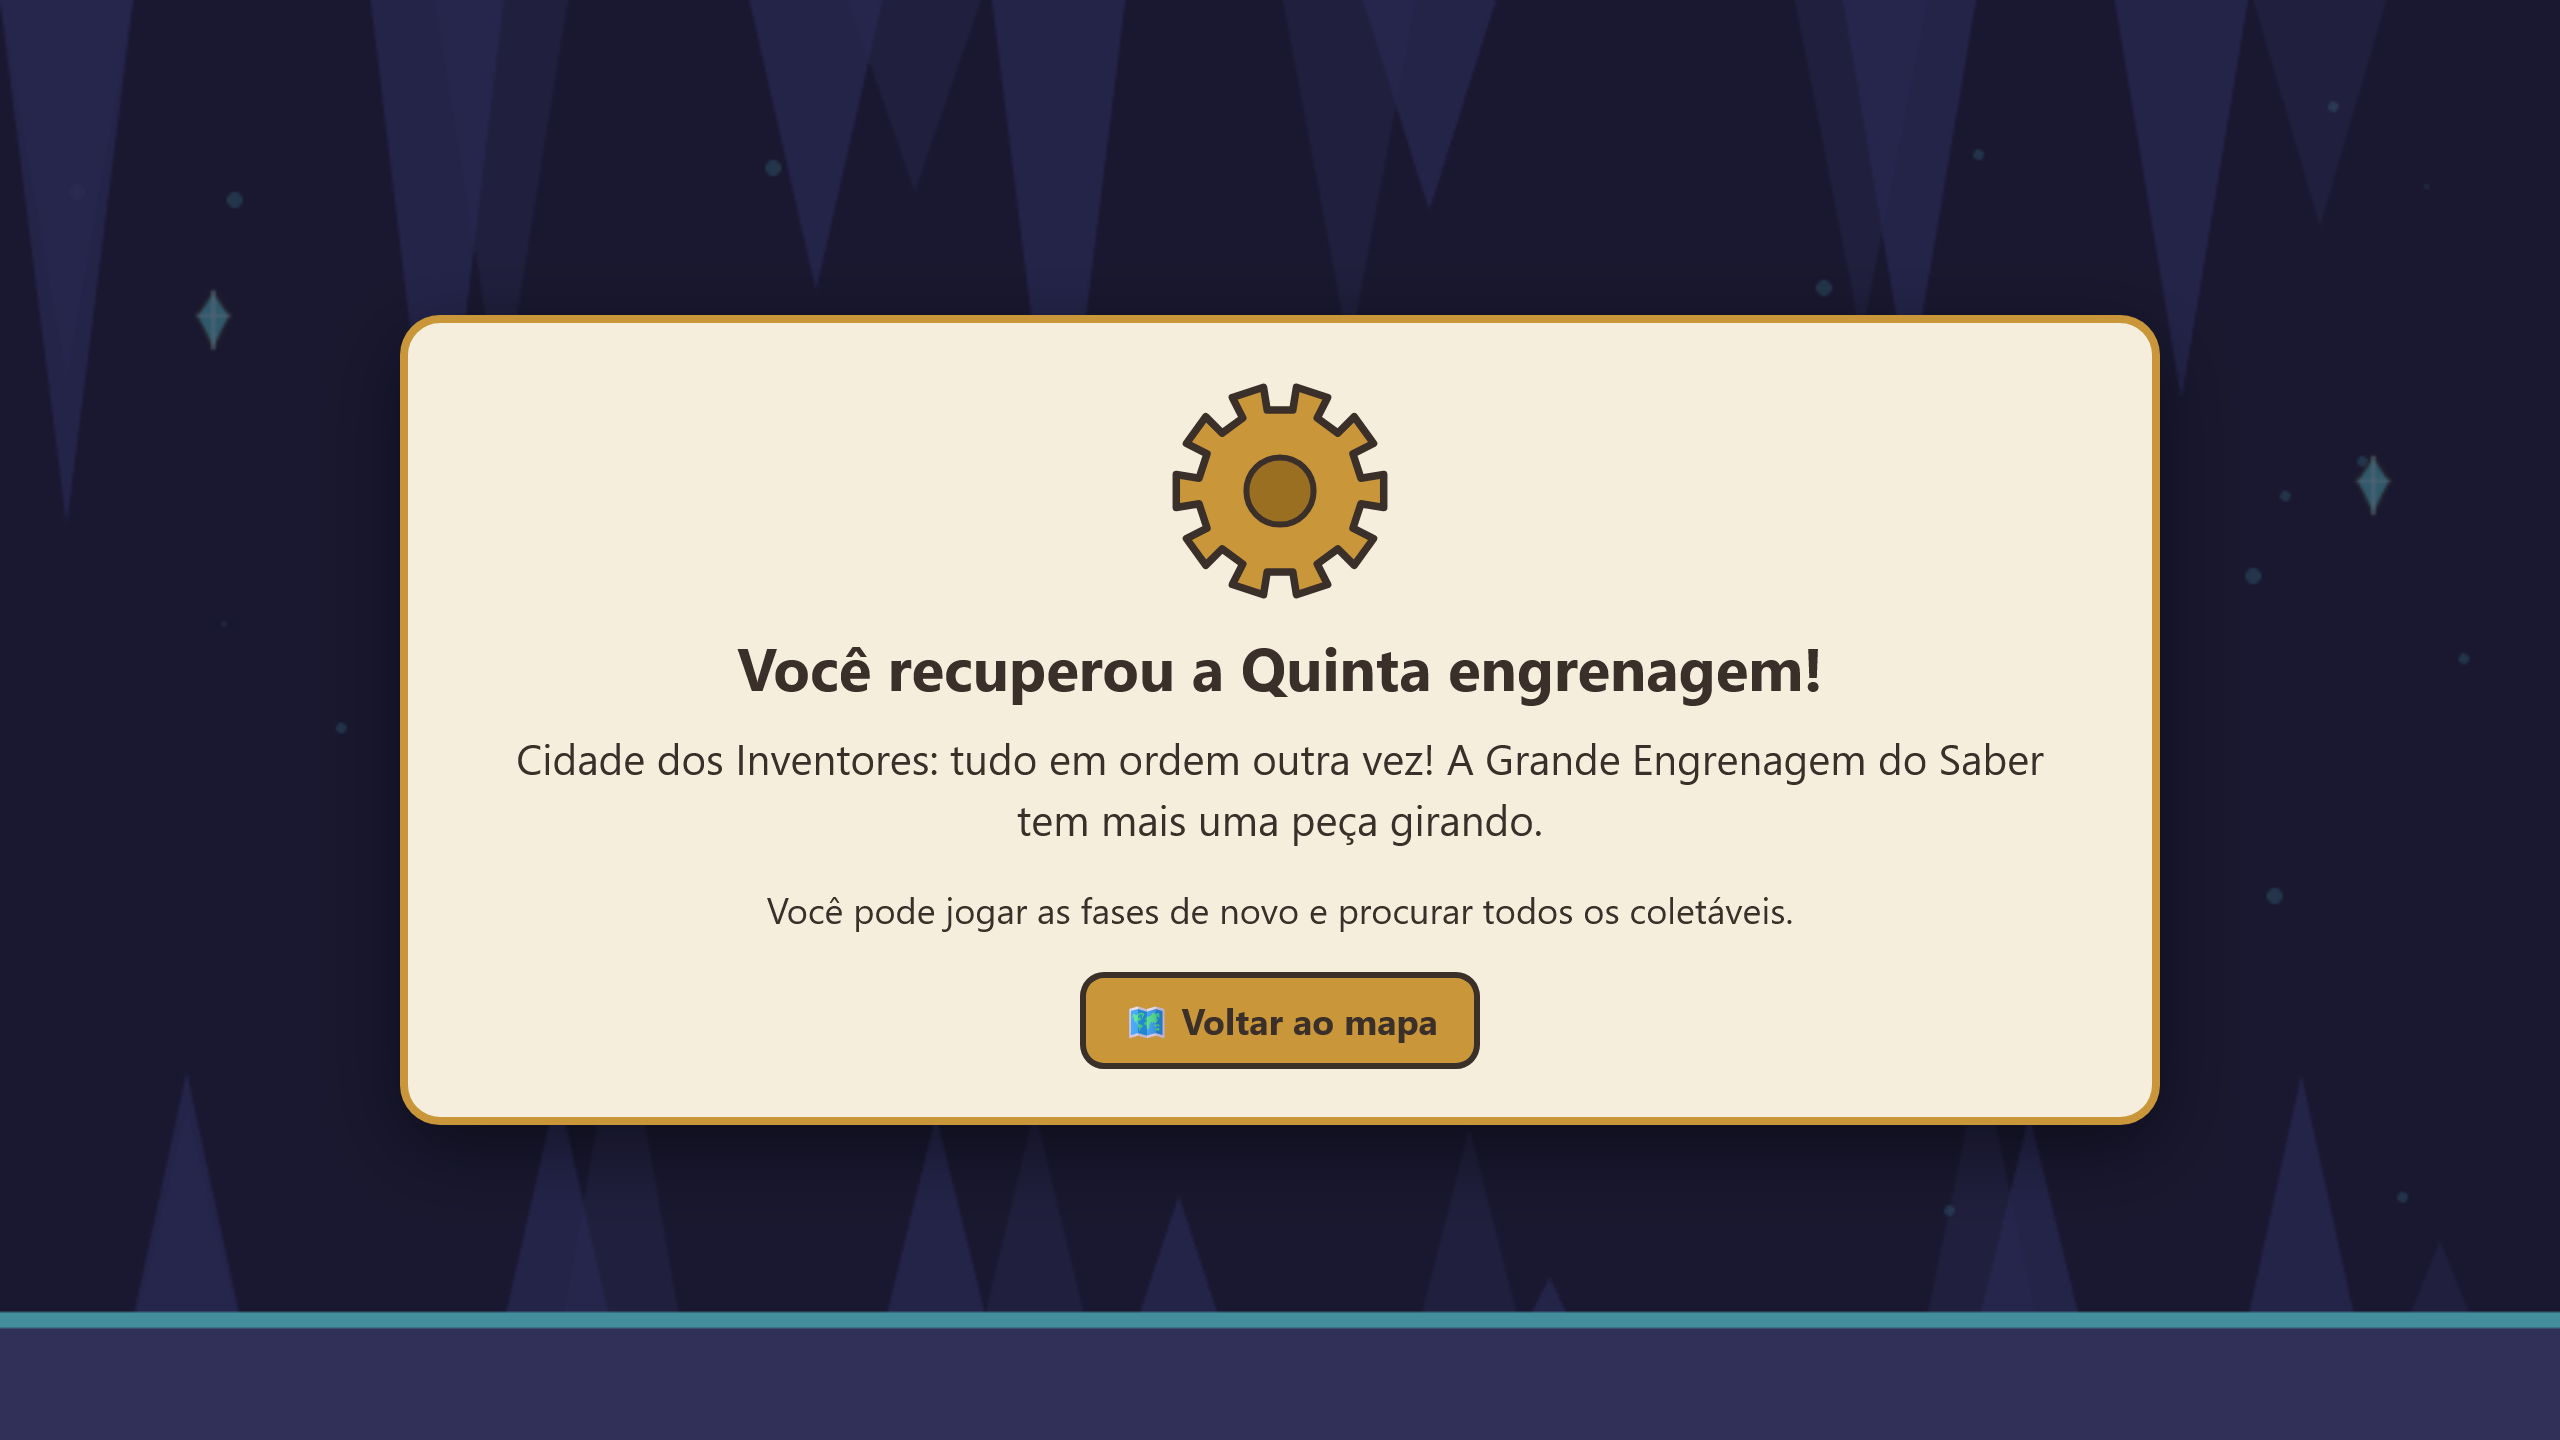 Você recuperou a Quinta engrenagem!
Cidade dos Inventores: tudo em ordem outra vez! A Grande Engrenagem do Saber
tem mais uma peça girando.
Você pode jogar as fases de novo e procurar todos os coletáveis.
Voltar ao mapa